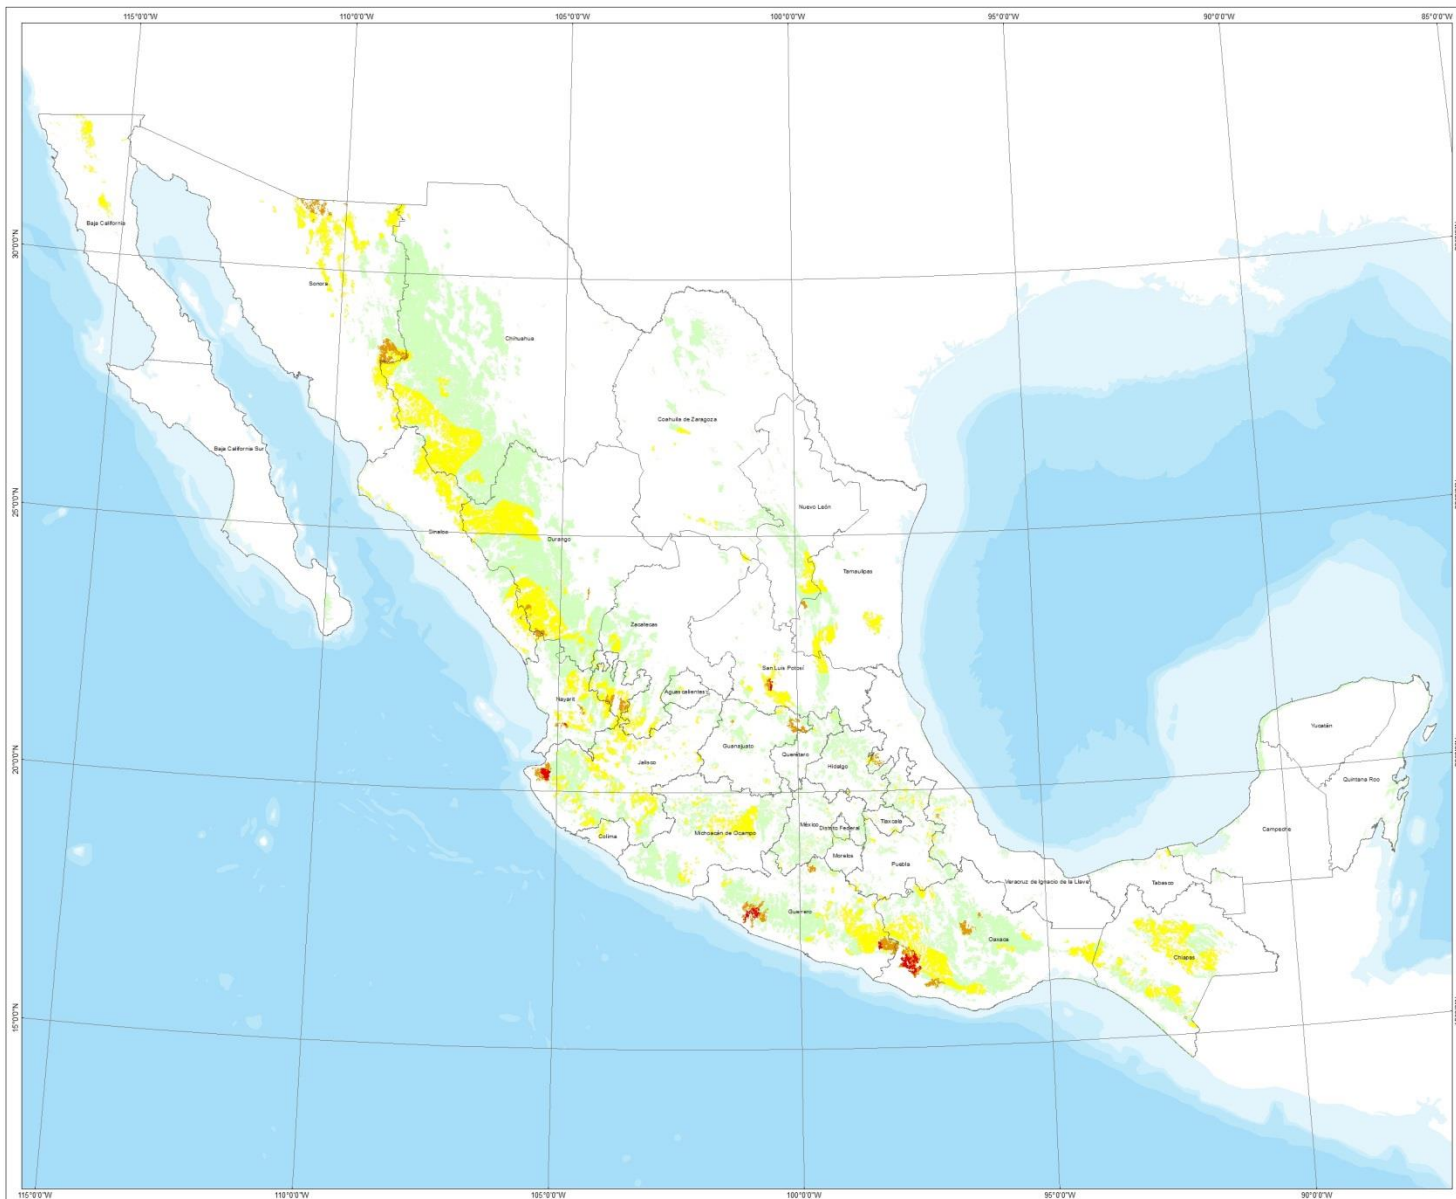 115°0'0"W 110°0'0"W 105°0'0"W 100°0'0"W 95°0'0"W 90°0'0"W 85°0'0"W
Baja California
30°0'0"N
Sonora
Chihuahua
Coahuila de Zaragoza
Baja California Sur
25°0'0"N
Nuevo León
Sinaloa
Durango
Tamaulipas
Zacatecas
San Luis Potosí
Aguascalientes
Nayarit
Yucatán
Guanajuato
20°0'0"N
Querétaro
Jalisco
Hidalgo
Quintana Roo
México
Distrito Federal
Tlaxcala
Campeche
Colima
Michoacán de Ocampo
Morelos
Puebla
Veracruz de Ignacio de la Llave
Tabasco
Guerrero
Oaxaca
Chiapas
15°0'0"N
115°0'0"W 110°0'0"W 105°0'0"W 100°0'0"W 95°0'0"W 90°0'0"W